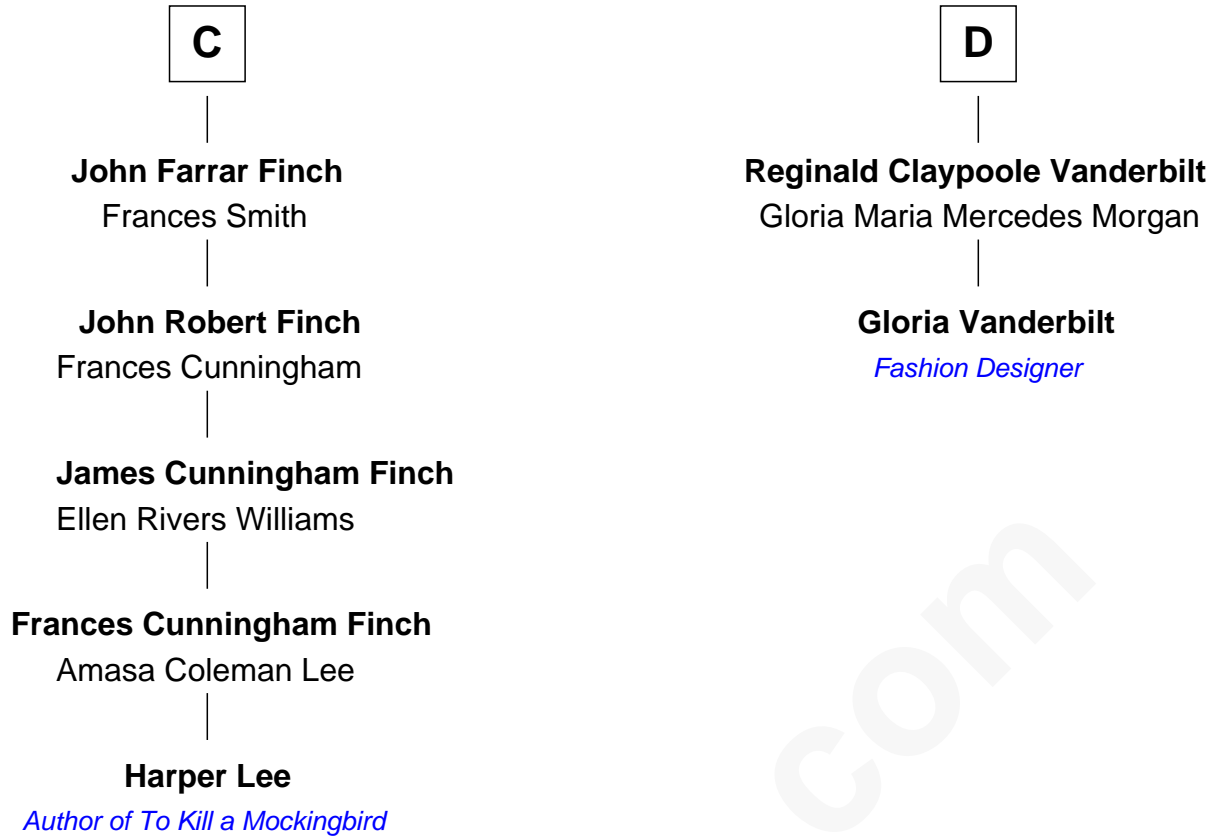 C
John Farrar Finch
Frances Smith
John Robert Finch
Frances Cunningham
James Cunningham Finch
Ellen Rivers Williams
Frances Cunningham Finch
Amasa Coleman Lee
Harper Lee
Author of To Kill a Mockingbird
D
Reginald Claypoole Vanderbilt
Gloria Maria Mercedes Morgan
Gloria Vanderbilt
Fashion Designer
com